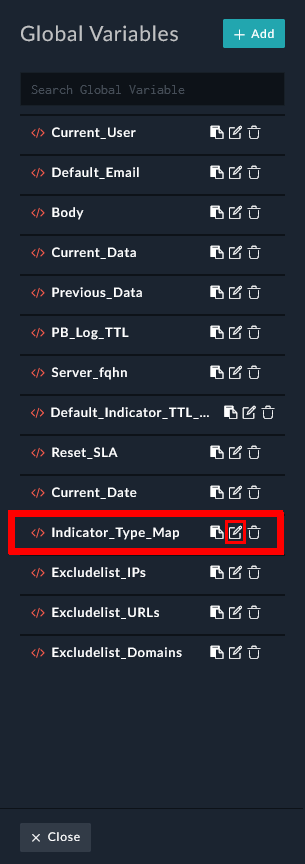 Global Variables
+ Add
Search Global Variable
</> Current_User
</> Default_Email
</> Body
</> Current_Data
</> Previous_Data
</> PB_Log_TTL
</> Server_fqhn
</> Default_Indicator_TTL_...
</> Reset_SLA
</> Current_Date
</> Indicator_Type_Map
</> Excludelist_IPs
</> Excludelist_URLs
</> Excludelist_Domains
× Close